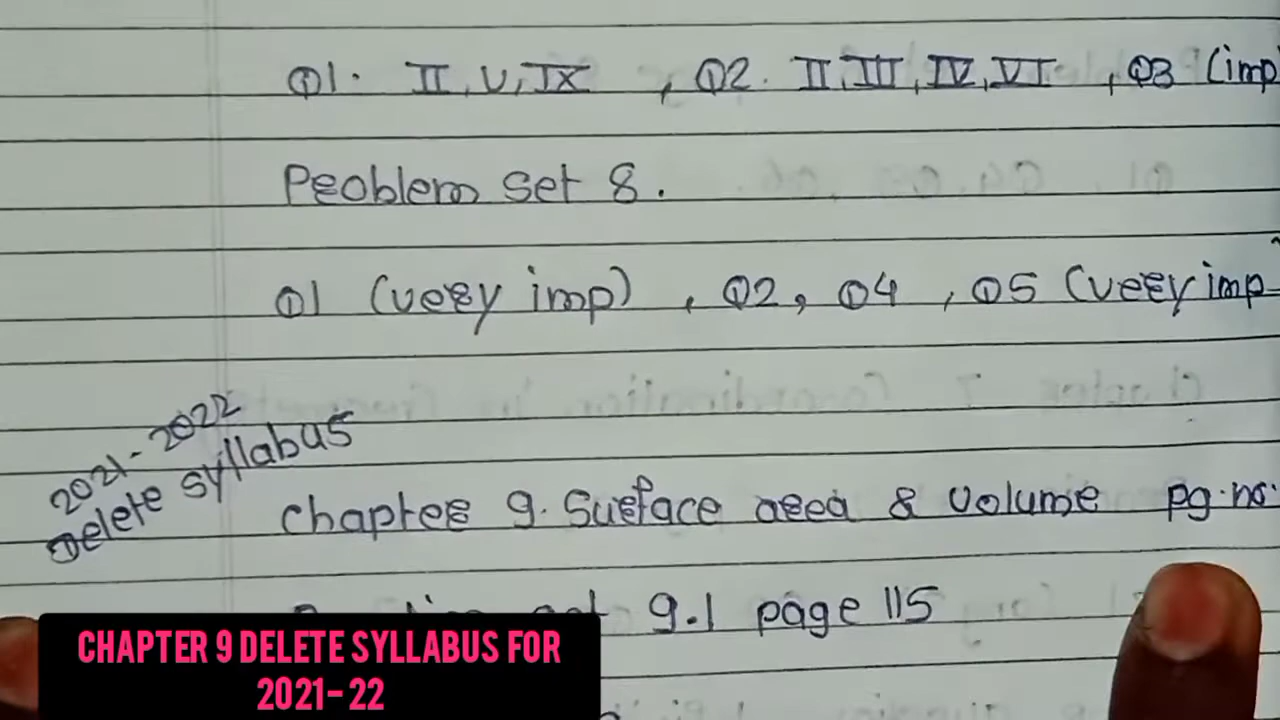 Q1. II, V, IX , Q2. II, III, IV, VI , Q3 (imp
Problem set 8.
Q1 (very imp) , Q2, Q4 , Q5 (very imp
2021-2022
Delete syllabus
Chapter 9. Surface area & Volume pg.no.
set 9.1 page 115
CHAPTER 9 DELETE SYLLABUS FOR
2021-22